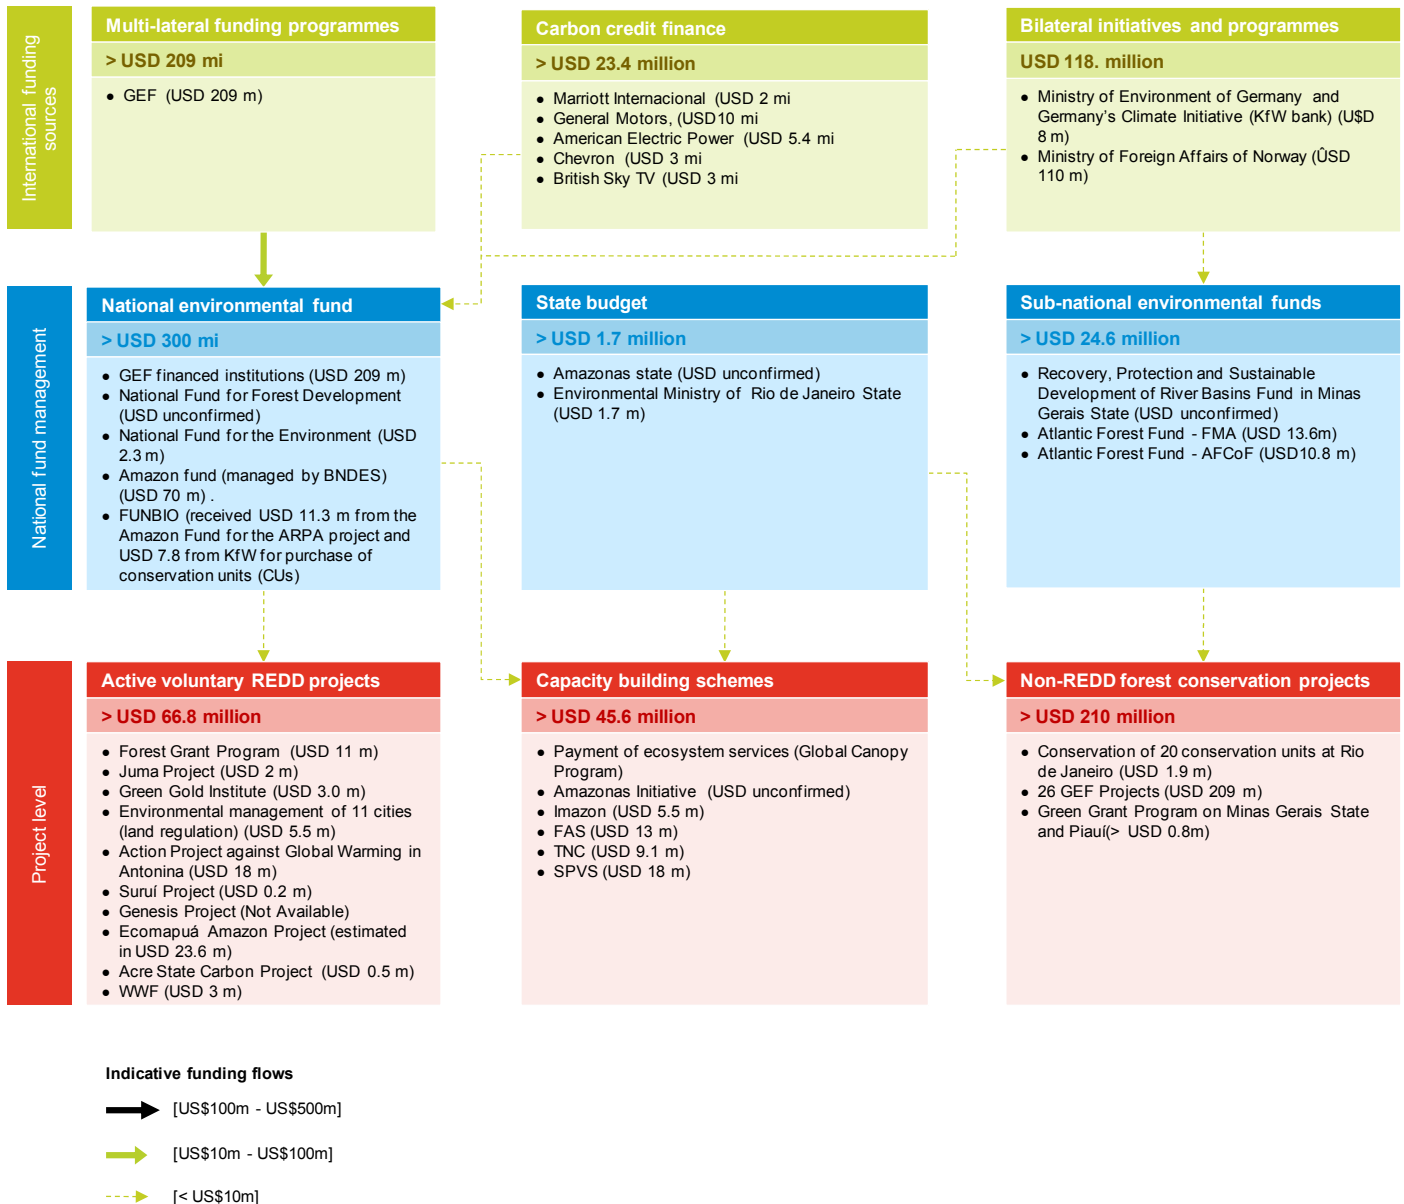 International funding
sources
Multi-lateral funding programmes
> USD 209 mi
● GEF (USD 209 m)
Carbon credit finance
> USD 23.4 million
● Marriott Internacional (USD 2 mi
● General Motors, (USD10 mi
● American Electric Power (USD 5.4 mi
● Chevron (USD 3 mi
● British Sky TV (USD 3 mi
Bilateral initiatives and programmes
USD 118. million
● Ministry of Environment of Germany and
Germany's Climate Initiative (KfW bank) (U$D
8 m)
● Ministry of Foreign Affairs of Norway (ÛSD
110 m)
National fund management
National environmental fund
> USD 300 mi
● GEF financed institutions (USD 209 m)
● National Fund for Forest Development
(USD unconfirmed)
● National Fund for the Environment (USD
2.3 m)
● Amazon fund (managed by BNDES)
(USD 70 m) .
● FUNBIO (received USD 11.3 m from the
Amazon Fund for the ARPA project and
USD 7.8 from KfW for purchase of
conservation units (CUs)
State budget
> USD 1.7 million
● Amazonas state (USD unconfirmed)
● Environmental Ministry of Rio de Janeiro State
(USD 1.7 m)
Sub-national environmental funds
> USD 24.6 million
● Recovery, Protection and Sustainable
Development of River Basins Fund in Minas
Gerais State (USD unconfirmed)
● Atlantic Forest Fund - FMA (USD 13.6m)
● Atlantic Forest Fund - AFCoF (USD10.8 m)
Project level
Active voluntary REDD projects
> USD 66.8 million
● Forest Grant Program (USD 11 m)
● Juma Project (USD 2 m)
● Green Gold Institute (USD 3.0 m)
● Environmental management of 11 cities
(land regulation) (USD 5.5 m)
● Action Project against Global Warming in
Antonina (USD 18 m)
● Suruí Project (USD 0.2 m)
● Genesis Project (Not Available)
● Ecomapuá Amazon Project (estimated
in USD 23.6 m)
● Acre State Carbon Project (USD 0.5 m)
● WWF (USD 3 m)
Capacity building schemes
> USD 45.6 million
● Payment of ecosystem services (Global Canopy
Program)
● Amazonas Initiative (USD unconfirmed)
● Imazon (USD 5.5 m)
● FAS (USD 13 m)
● TNC (USD 9.1 m)
● SPVS (USD 18 m)
Non-REDD forest conservation projects
> USD 210 million
● Conservation of 20 conservation units at Rio
de Janeiro (USD 1.9 m)
● 26 GEF Projects (USD 209 m)
● Green Grant Program on Minas Gerais State
and Piauí(> USD 0.8m)
Indicative funding flows
[US$100m - US$500m]
[US$10m - US$100m]
[< US$10m]